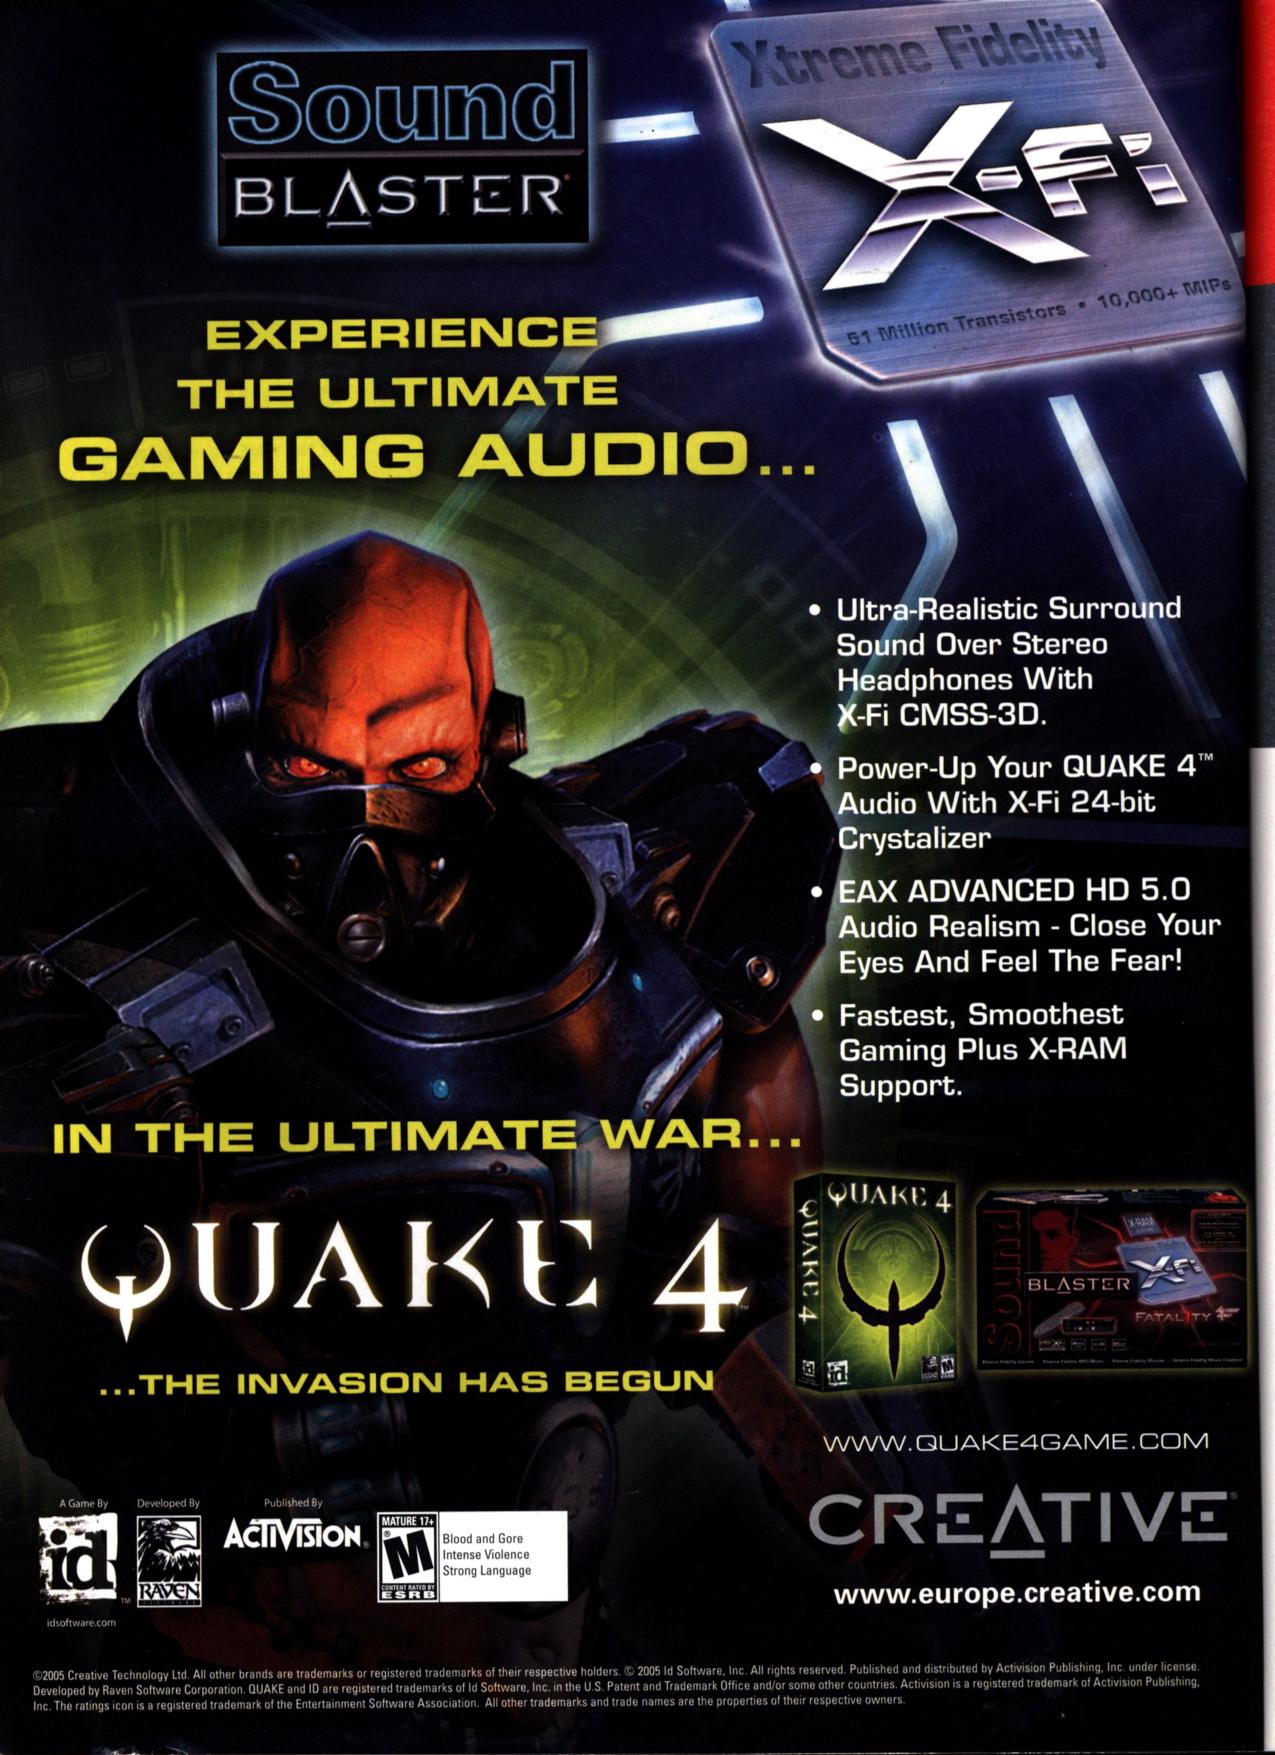 Sound
BLASTER
Xtreme Fidelity
X-Fi
51 Million Transistors • 10,000+ MIPs
EXPERIENCE
THE ULTIMATE
GAMING AUDIO...
• Ultra-Realistic Surround
Sound Over Stereo
Headphones With
X-Fi CMSS-3D.
• Power-Up Your QUAKE 4™
Audio With X-Fi 24-bit
Crystalizer
• EAX ADVANCED HD 5.0
Audio Realism - Close Your
Eyes And Feel The Fear!
• Fastest, Smoothest
Gaming Plus X-RAM
Support.
IN THE ULTIMATE WAR...
QUAKE 4™
...THE INVASION HAS BEGUN
QUAKE 4
QUAKE 4
id
id
M
Sound
BLASTER
X-RAM
X-Fi
FATAL1TY
WWW.QUAKE4GAME.COM
CREATIVE®
www.europe.creative.com
A Game By
id™
idsoftware.com
Developed By
RAVEN
Published By
ACTIVISION®
MATURE 17+
M®
CONTENT RATED BY
ESRB
Blood and Gore
Intense Violence
Strong Language
©2005 Creative Technology Ltd. All other brands are trademarks or registered trademarks of their respective holders. © 2005 Id Software, Inc. All rights reserved. Published and distributed by Activision Publishing, Inc. under license.
Developed by Raven Software Corporation. QUAKE and ID are registered trademarks of Id Software, Inc. in the U.S. Patent and Trademark Office and/or some other countries. Activision is a registered trademark of Activision Publishing,
Inc. The ratings icon is a registered trademark of the Entertainment Software Association. All other trademarks and trade names are the properties of their respective owners.